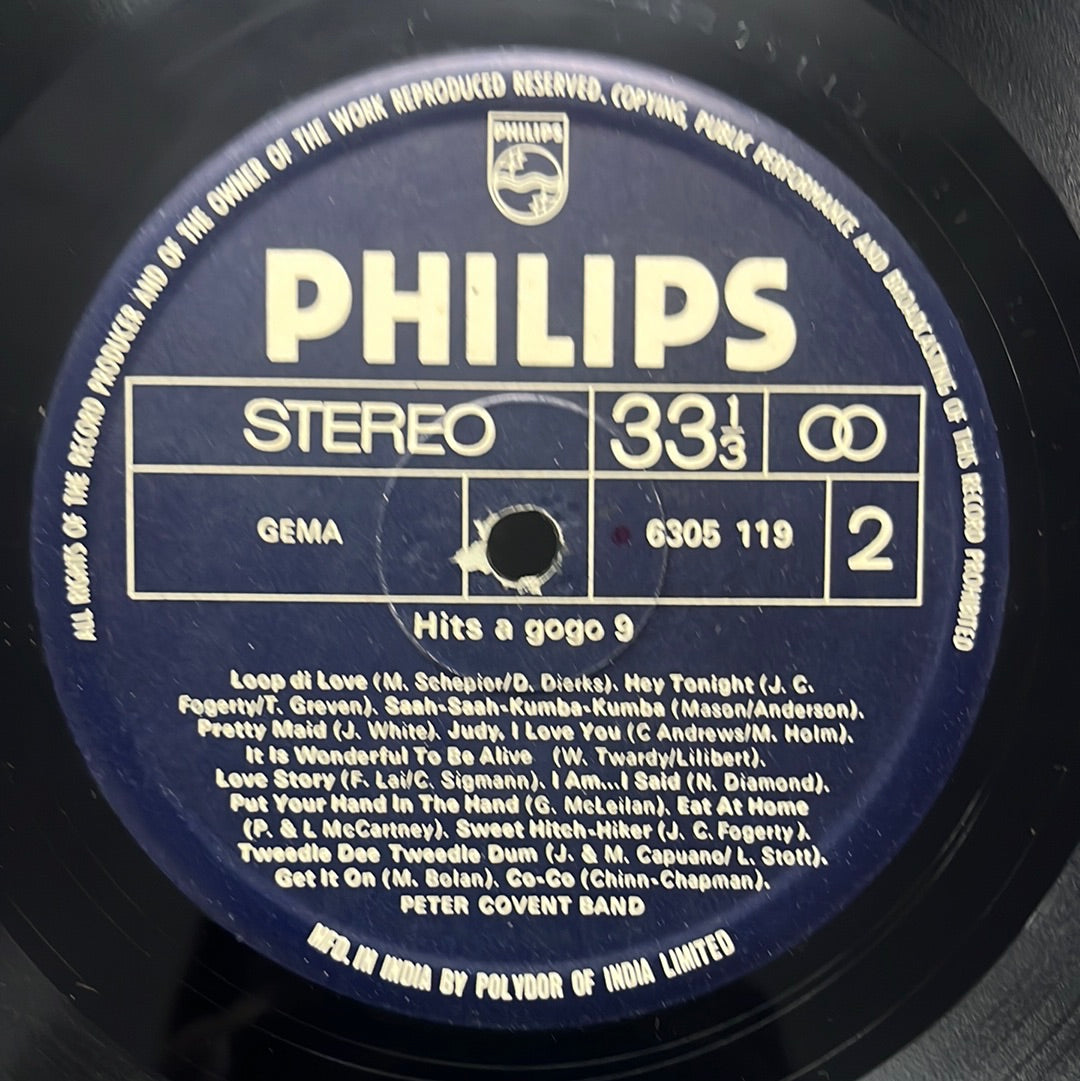 ALL RIGHTS OF THE RECORD PRODUCER AND OF THE OWNER OF THE WORK REPRODUCED RESERVED. COPYING, PUBLIC PERFORMANCE AND BROADCASTING OF THIS RECORD PROHIBITED
PHILIPS
PHILIPS
STEREO 33 1/3
GEMA 6305 119 2
Hits a gogo 9
Loop di Love (M. Schepior/D. Dierks). Hey Tonight (J. C.
Fogerty/T. Greven). Saah-Saah-Kumba-Kumba (Mason/Anderson).
Pretty Maid (J. White). Judy, I Love You (C Andrews/M. Holm).
It Is Wonderful To Be Alive (W. Twardy/Lilibert).
Love Story (F. Lai/C. Sigmann). I Am...I Said (N. Diamond).
Put Your Hand In The Hand (G. McLellan). Eat At Home
(P. & L McCartney). Sweet Hitch-Hiker (J. C. Fogerty).
Tweedle Dee Tweedle Dum (J. & M. Capuano/ L. Stott).
Get It On (M. Bolan). Co-Co (Chinn-Chapman).
PETER COVENT BAND
MFD. IN INDIA BY POLYDOR OF INDIA LIMITED